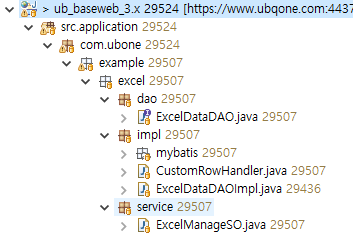 > ub_baseweb_3.x 29524 [https://www.ubqone.com:4437
src.application 29524
com.ubone 29507
example 29507
excel 29507
dao 29507
ExcelDataDAO.java 29507
impl 29507
mybatis 29507
CustomRowHandler.java 29507
ExcelDataDAOImpl.java 29436
service 29507
ExcelManageSO.java 29507